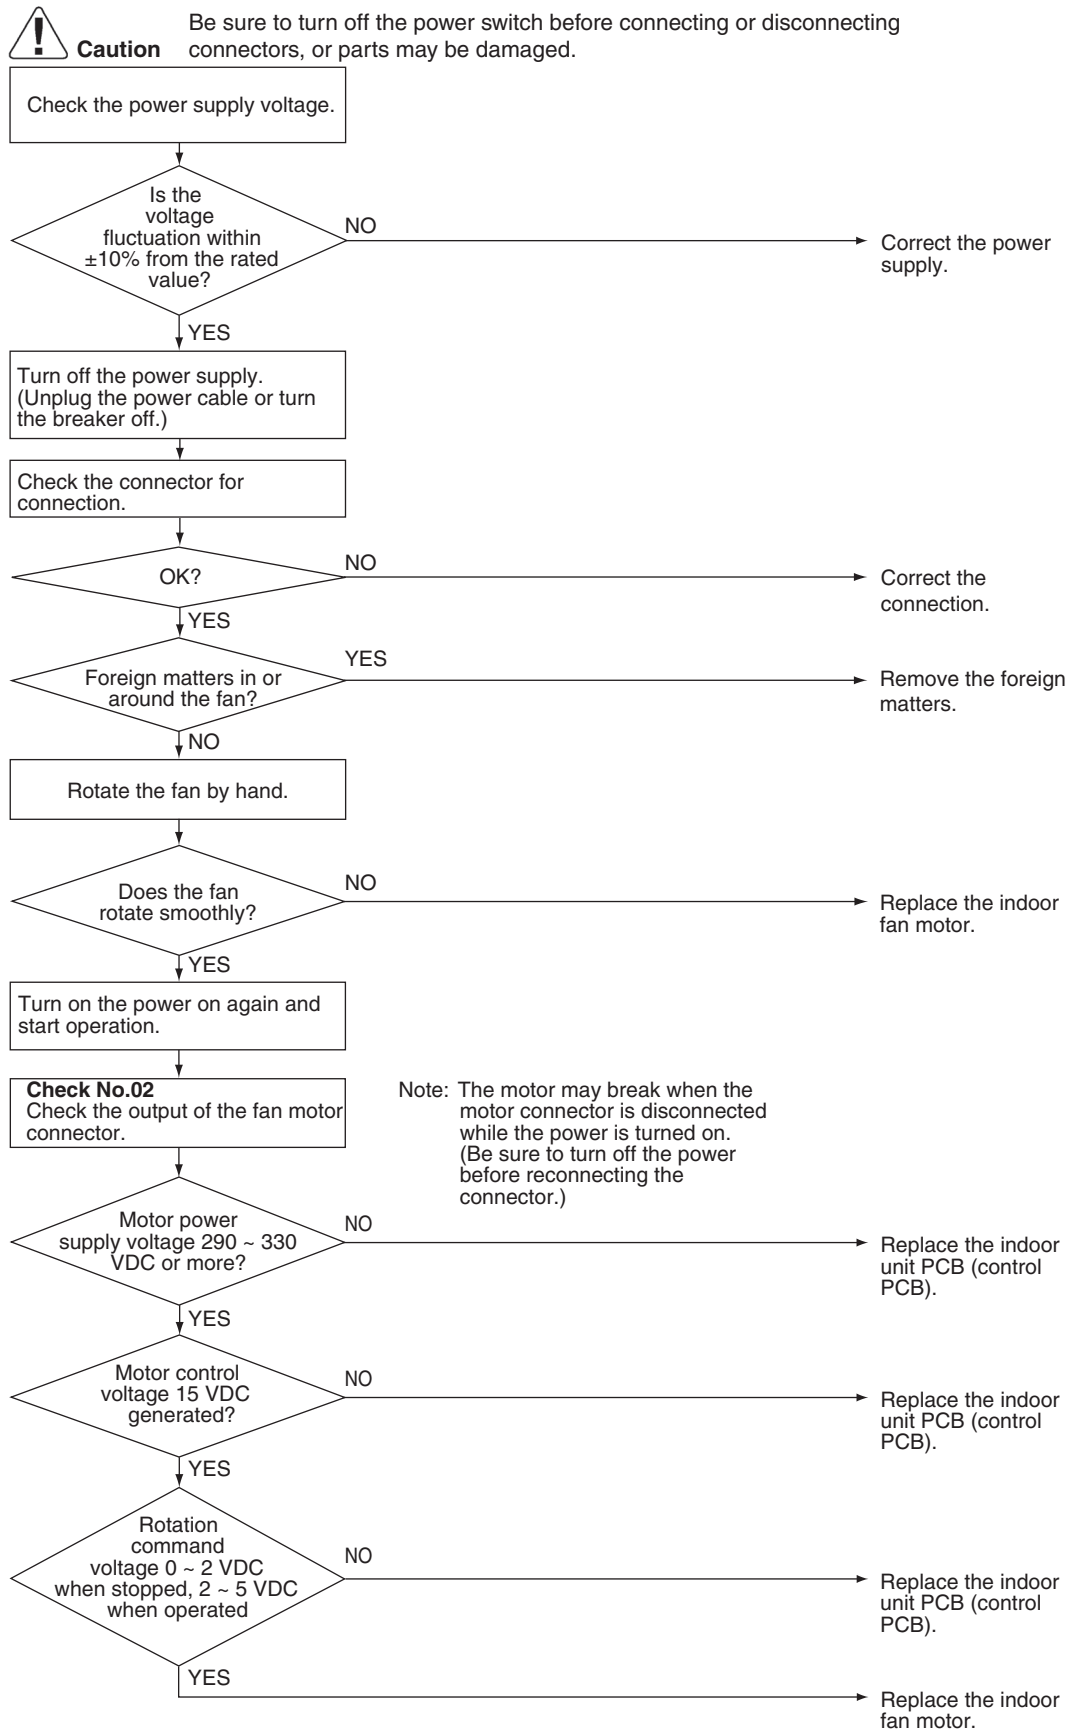 Be sure to turn off the power switch before connecting or disconnecting
Caution connectors, or parts may be damaged.
Check the power supply voltage.
Is the
voltage
fluctuation within
±10% from the rated
value?
NO
Correct the power
supply.
YES
Turn off the power supply.
(Unplug the power cable or turn
the breaker off.)
Check the connector for
connection.
OK?
NO
Correct the
connection.
YES
Foreign matters in or
around the fan?
YES
Remove the foreign
matters.
NO
Rotate the fan by hand.
Does the fan
rotate smoothly?
NO
Replace the indoor
fan motor.
YES
Turn on the power on again and
start operation.
Check No.02
Check the output of the fan motor
connector.
Note: The motor may break when the
motor connector is disconnected
while the power is turned on.
(Be sure to turn off the power
before reconnecting the
connector.)
Motor power
supply voltage 290 ~ 330
VDC or more?
NO
Replace the indoor
unit PCB (control
PCB).
YES
Motor control
voltage 15 VDC
generated?
NO
Replace the indoor
unit PCB (control
PCB).
YES
Rotation
command
voltage 0 ~ 2 VDC
when stopped, 2 ~ 5 VDC
when operated
NO
Replace the indoor
unit PCB (control
PCB).
YES
Replace the indoor
fan motor.